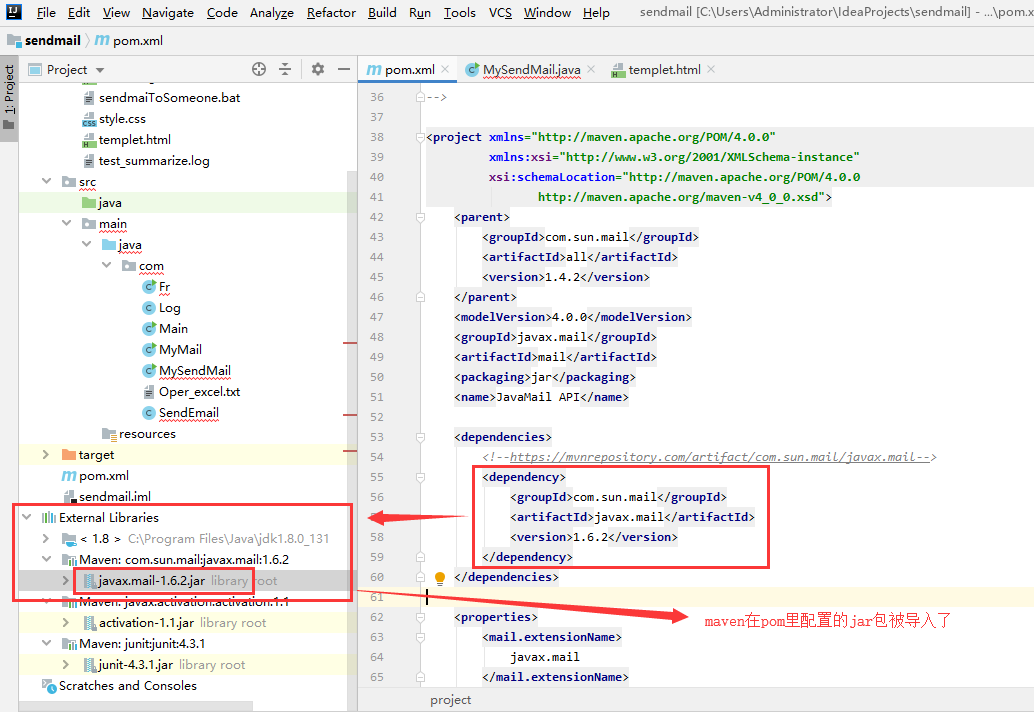 File Edit View Navigate Code Analyze Refactor Build Run Tools VCS Window Help sendmail [C:\Users\Administrator\IdeaProjects\sendmail] - ...\pom.x
sendmail pom.xml
1: Project
Project
sendmaiToSomeone.bat
style.css
templet.html
test_summarize.log
src
java
main
java
com
Fr
Log
Main
MyMail
MySendMail
Oper_excel.txt
SendEmail
resources
target
pom.xml
sendmail.iml
External Libraries
< 1.8 > C:\Program Files\Java\jdk1.8.0_131
Maven: com.sun.mail:javax.mail:1.6.2
javax.mail-1.6.2.jar library root
Maven: javax.activation:activation:1.1
activation-1.1.jar library root
Maven: junit:junit:4.3.1
junit-4.3.1.jar library root
Scratches and Consoles
pom.xml MySendMail.java templet.html
36 -->
37
38 <project xmlns="http://maven.apache.org/POM/4.0.0"
39 xmlns:xsi="http://www.w3.org/2001/XMLSchema-instance"
40 xsi:schemaLocation="http://maven.apache.org/POM/4.0.0
41 http://maven.apache.org/maven-v4_0_0.xsd">
42 <parent>
43 <groupId>com.sun.mail</groupId>
44 <artifactId>all</artifactId>
45 <version>1.4.2</version>
46 </parent>
47 <modelVersion>4.0.0</modelVersion>
48 <groupId>javax.mail</groupId>
49 <artifactId>mail</artifactId>
50 <packaging>jar</packaging>
51 <name>JavaMail API</name>
52
53 <dependencies>
54 <!--https://mvnrepository.com/artifact/com.sun.mail/javax.mail-->
55 <dependency>
56 <groupId>com.sun.mail</groupId>
<artifactId>javax.mail</artifactId>
58 <version>1.6.2</version>
59 </dependency>
60 </dependencies>
61
62 <properties>
63 <mail.extensionName>
64 javax.mail
65 </mail.extensionName>
maven在pom里配置的jar包被导入了
project